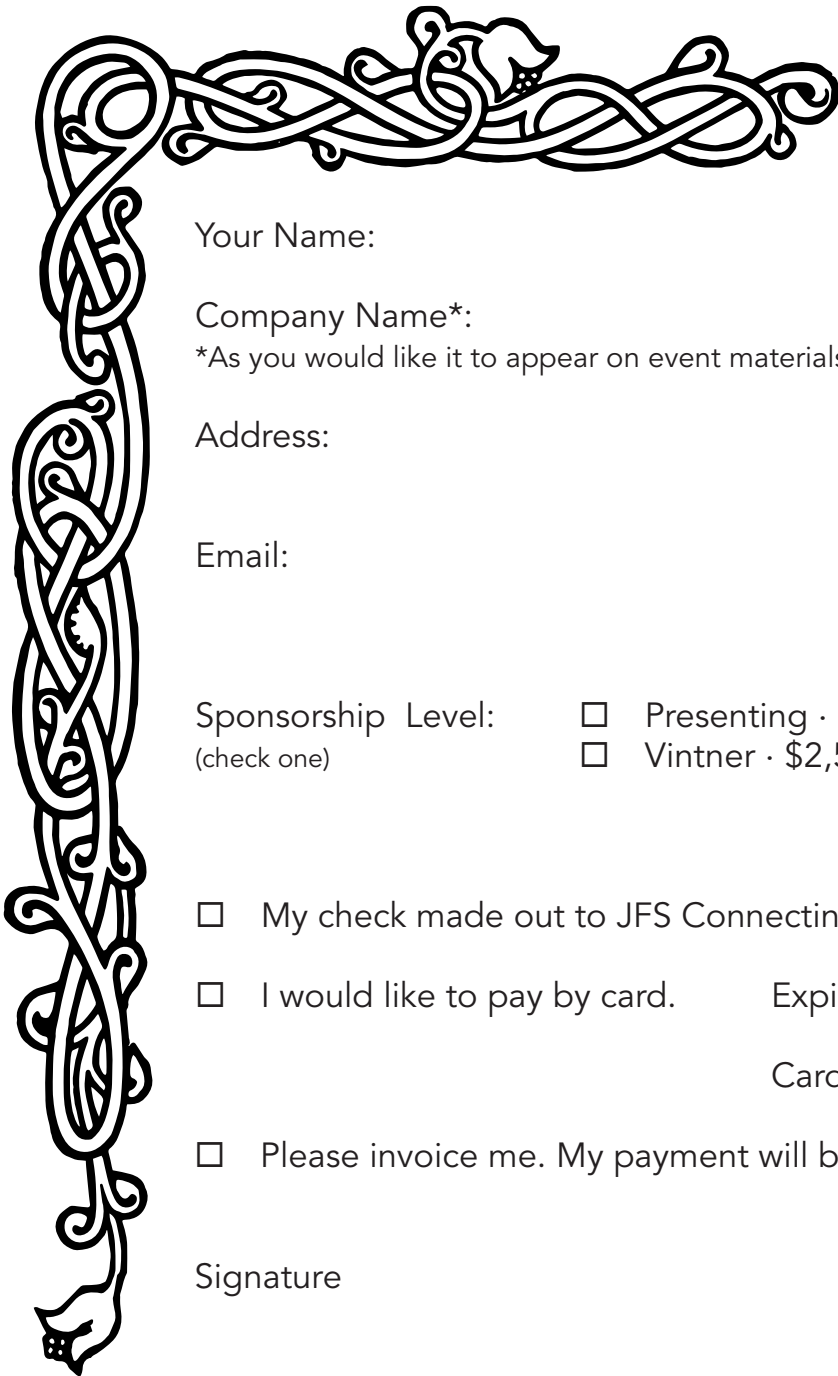 Your Name:
Company Name*:
*As you would like it to appear on event materials
Address:
Email:
Sponsorship Level: ☐ Presenting ·
(check one) ☐ Vintner · $2,5
☐ My check made out to JFS Connectin
☐ I would like to pay by card. Expi
Card
☐ Please invoice me. My payment will b
Signature